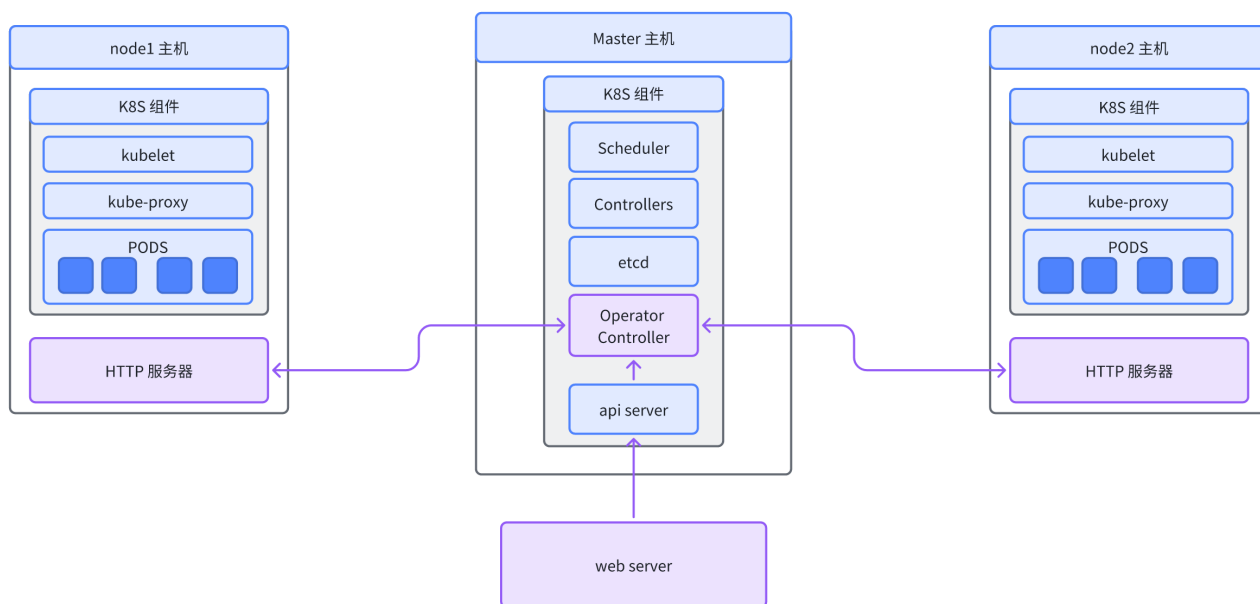 node1 主机
K8S 组件
kubelet
kube-proxy
PODS
HTTP 服务器
Master 主机
K8S 组件
Scheduler
Controllers
etcd
Operator
Controller
api server
web server
node2 主机
K8S 组件
kubelet
kube-proxy
PODS
HTTP 服务器